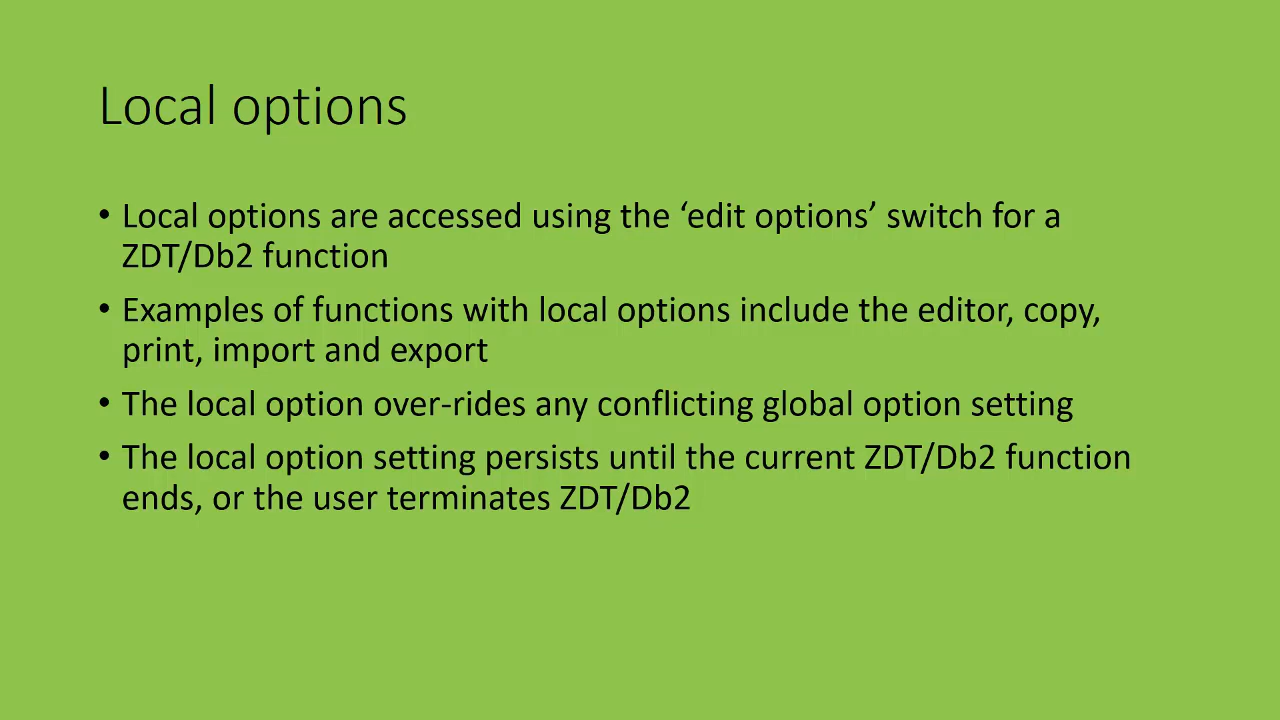 Local options
• Local options are accessed using the ‘edit options’ switch for a
ZDT/Db2 function
• Examples of functions with local options include the editor, copy,
print, import and export
• The local option over-rides any conflicting global option setting
• The local option setting persists until the current ZDT/Db2 function
ends, or the user terminates ZDT/Db2